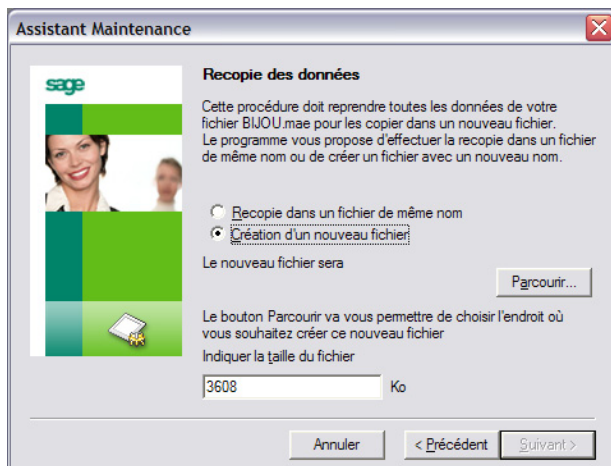 Assistant Maintenance
sage
Recopie des données
Cette procédure doit reprendre toutes les données de votre
fichier BIJOU.mae pour les copier dans un nouveau fichier.
Le programme vous propose d'effectuer la recopie dans un fichier
de même nom ou de créer un fichier avec un nouveau nom.
Recopie dans un fichier de même nom
Création d'un nouveau fichier
Le nouveau fichier sera
Parcourir...
Le bouton Parcourir va vous permettre de choisir l'endroit où
vous souhaitez créer ce nouveau fichier
Indiquer la taille du fichier
3608 Ko
Annuler < Précédent Suivant >